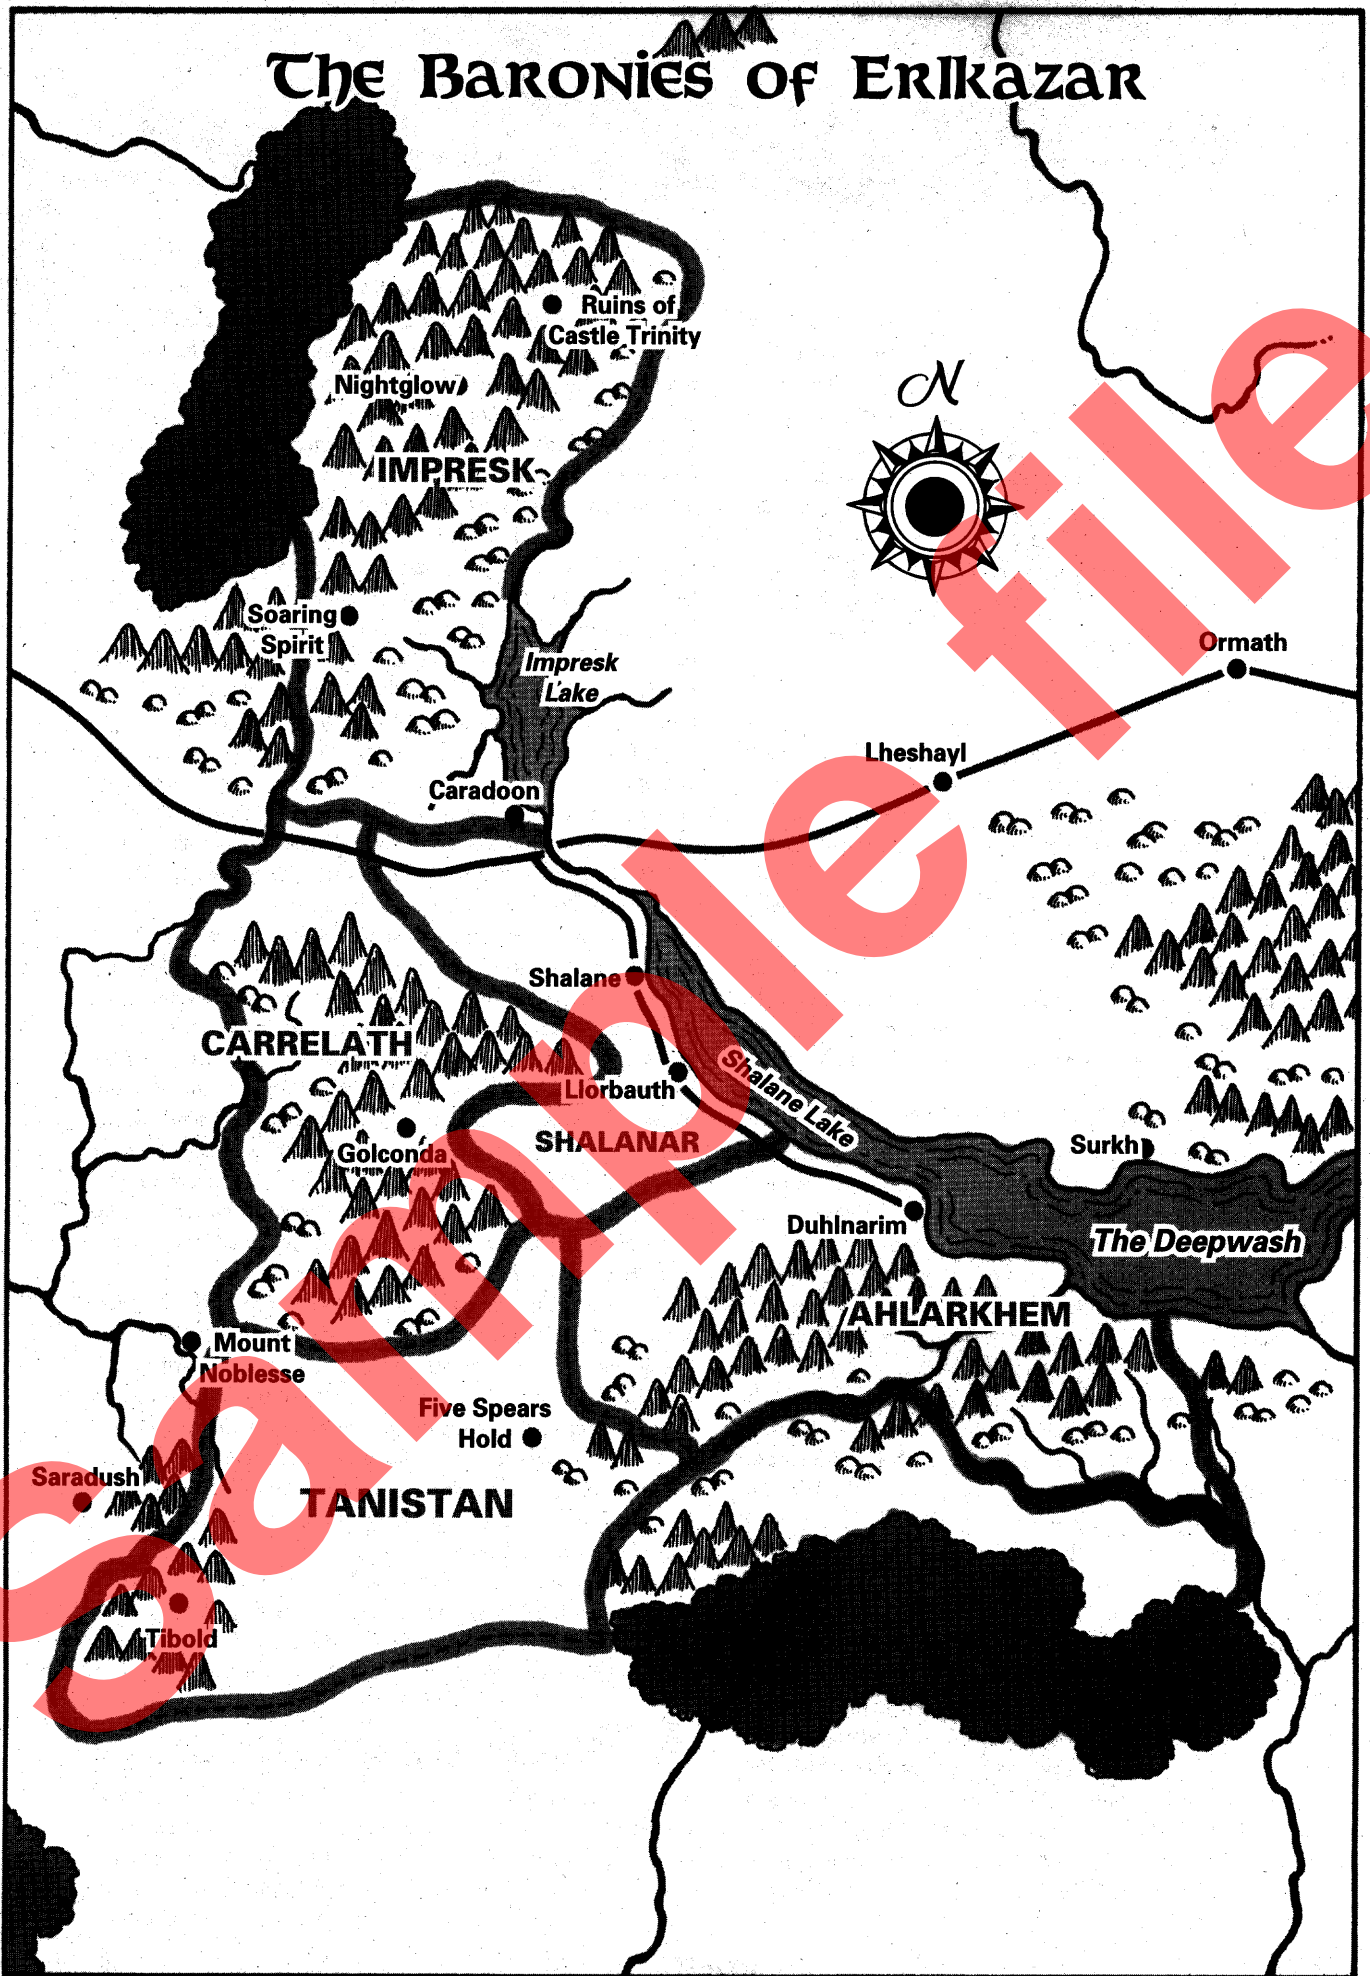 The Baronies of Erlkazar
Ruins of
Castle Trinity
N
Nightglow
IMPRESK
Soaring
Spirit
Impresk
Lake
Ormath
Lheshayl
Caradoon
Shalane
CARRELATH
Shalane Lake
Llorbauth
SHALANAR
Golconda
Surkh
Duhlnarim
The Deepwash
AHLARKHEM
Mount
Noblesse
Five Spears
Hold
Saradush
TANISTAN
Tibold
Sample file